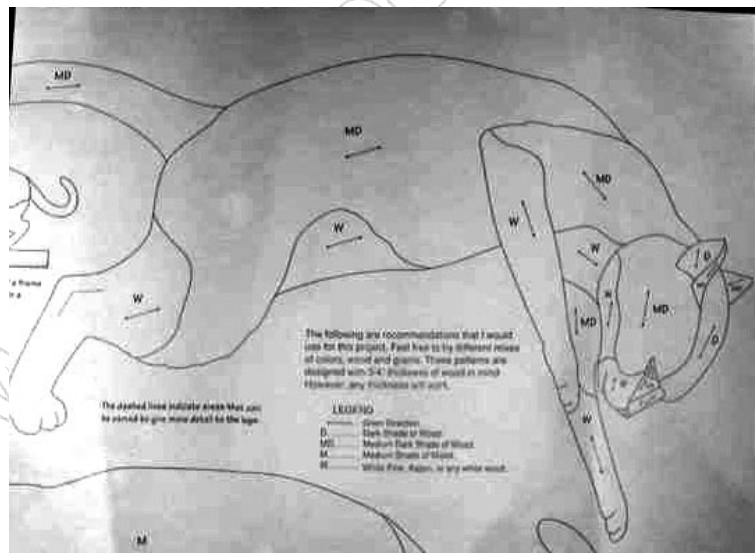 MD
MD
MD
W
W
W
W
MD
D
MD
D
W
W
a frame
The following are recommendations that I would
use for this project. Feel free to try different mixes
of colors, wood and grains. These patterns are
designed with 3/4" thickness of wood in mind
However, any thickness will work.
The dashed lines indicate areas that can
be carved to give more detail to the legs.
LEGEND
Grain Direction
D Dark Shade of Wood
MD Medium Dark Shade of Wood
M Medium Shade of Wood
W White Pine, Aspen, or any white wood.
M